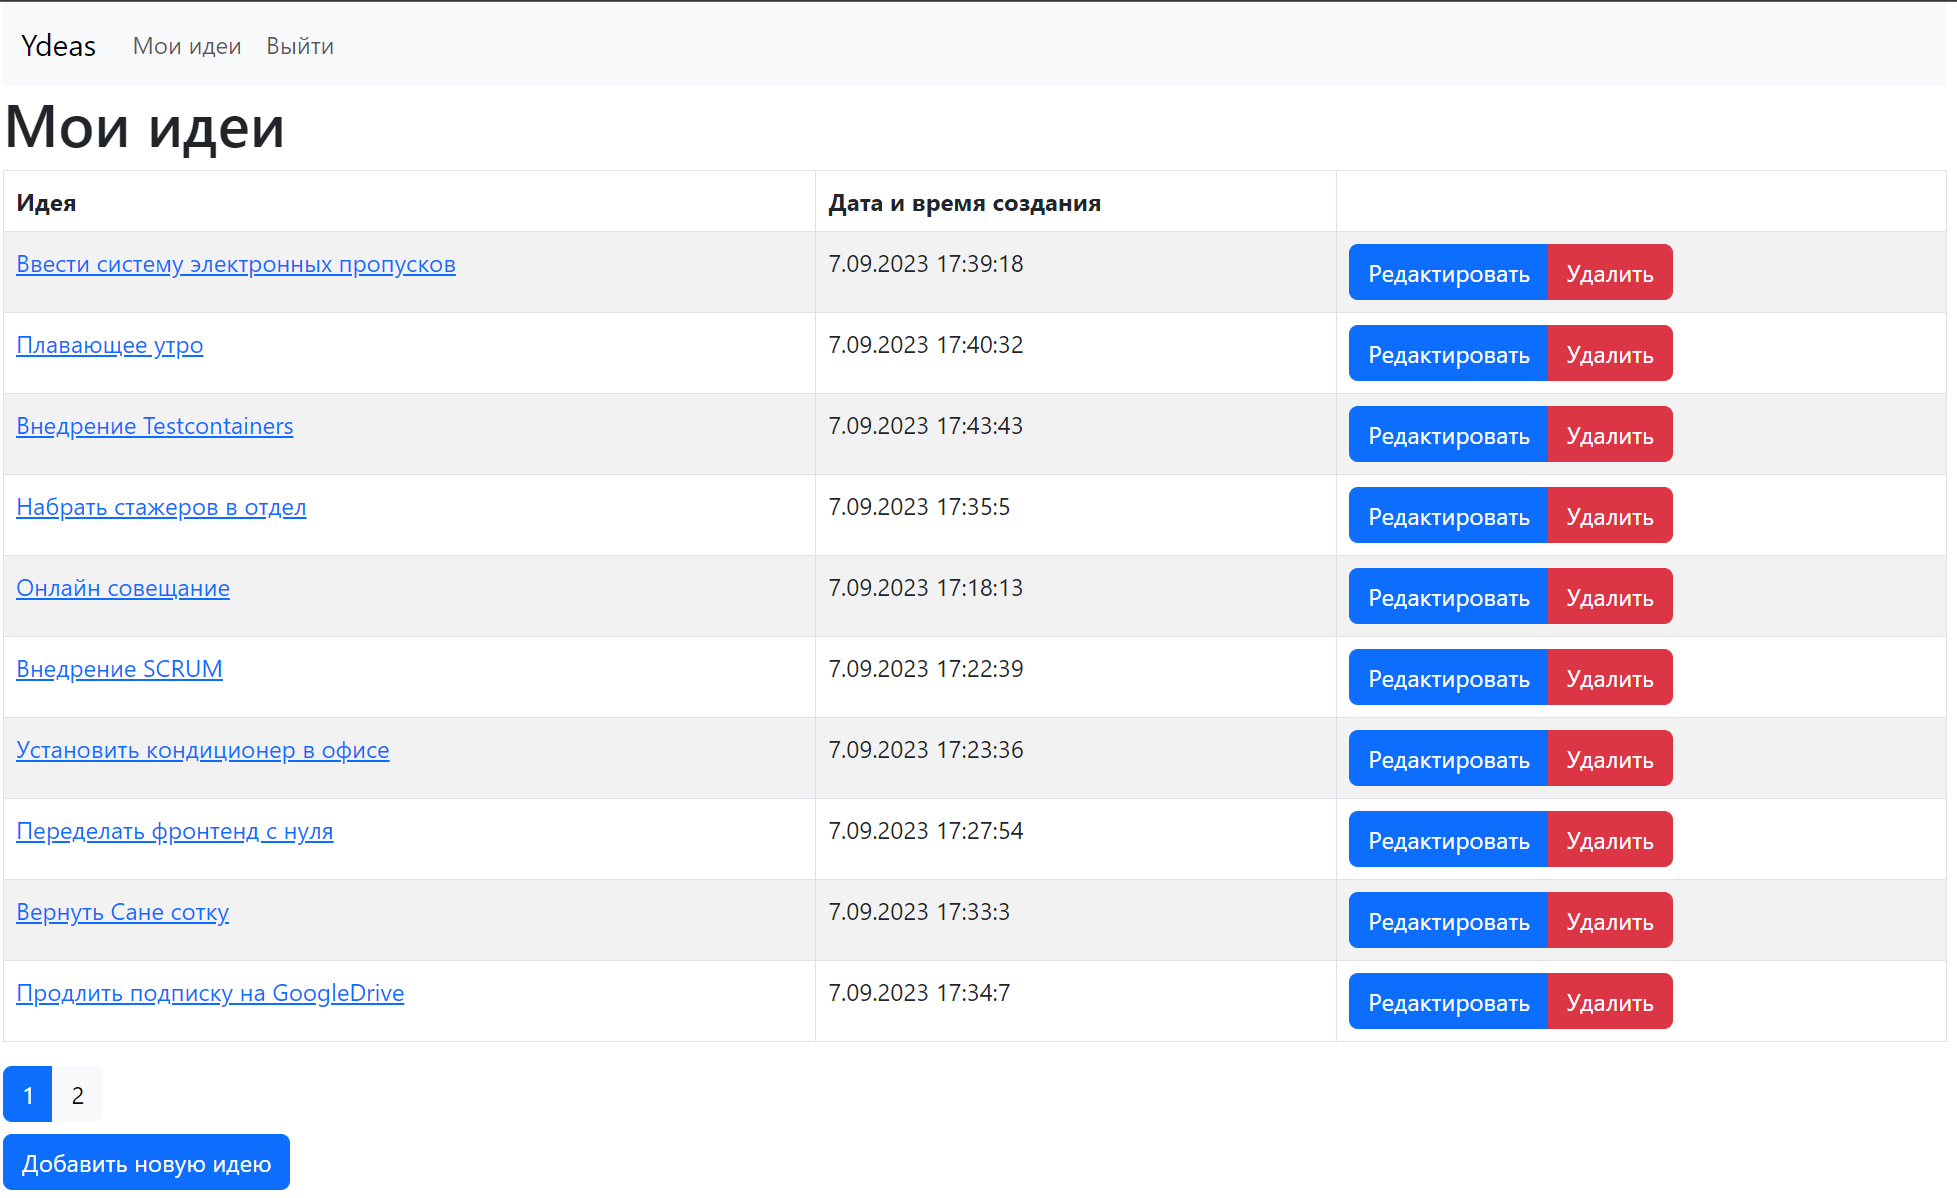 Ydeas Мои идеи Выйти
Мои идеи
Идея Дата и время создания
Ввести систему электронных пропусков 7.09.2023 17:39:18 Редактировать Удалить
Плавающее утро 7.09.2023 17:40:32 Редактировать Удалить
Внедрение Testcontainers 7.09.2023 17:43:43 Редактировать Удалить
Набрать стажеров в отдел 7.09.2023 17:35:5 Редактировать Удалить
Онлайн совещание 7.09.2023 17:18:13 Редактировать Удалить
Внедрение SCRUM 7.09.2023 17:22:39 Редактировать Удалить
Установить кондиционер в офисе 7.09.2023 17:23:36 Редактировать Удалить
Переделать фронтенд с нуля 7.09.2023 17:27:54 Редактировать Удалить
Вернуть Сане сотку 7.09.2023 17:33:3 Редактировать Удалить
Продлить подписку на GoogleDrive 7.09.2023 17:34:7 Редактировать Удалить
1 2
Добавить новую идею